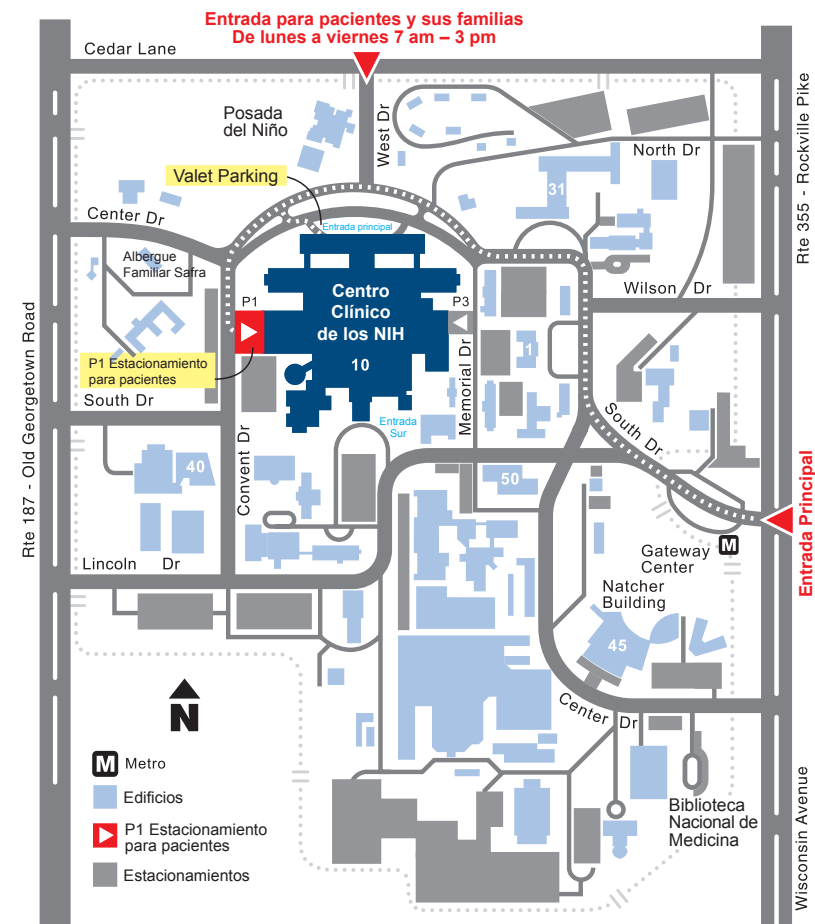 Entrada para pacientes y sus familias
De lunes a viernes 7 am – 3 pm
Cedar Lane
Posada
del Niño
West Dr
North Dr
Rte 355 - Rockville Pike
Valet Parking
31
Center Dr
Entrada principal
Albergue
Familiar Safra
Centro
Clínico
de los NIH
10
P1
P3
Wilson Dr
1
Memorial Dr
P1 Estacionamiento
para pacientes
South Dr
Entrada
Sur
South Dr
Rte 187 - Old Georgetown Road
Convent Dr
40
50
Entrada Principal
Lincoln Dr
M
Gateway
Center
Natcher
Building
45
Center Dr
N
M Metro
Edificios
P1 Estacionamiento
para pacientes
Estacionamientos
Biblioteca
Nacional de
Medicina
Wisconsin Avenue